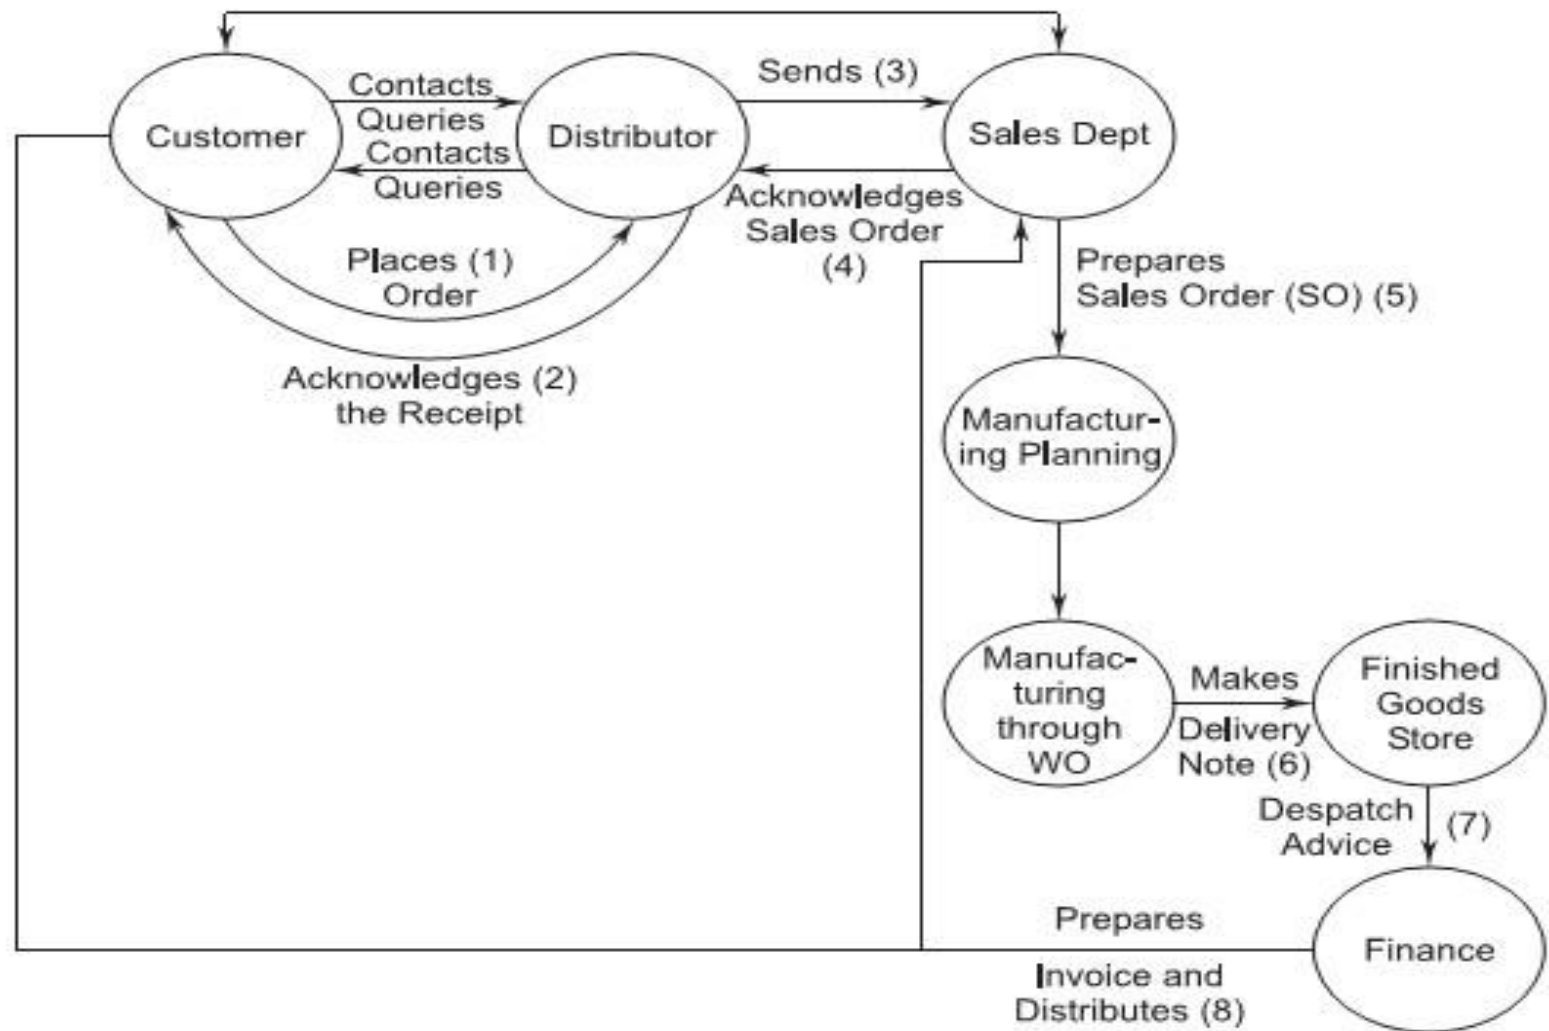 Contacts
Queries
Contacts
Queries
Customer
Distributor
Sends (3)
Sales Dept
Acknowledges
Sales Order
(4)
Places (1)
Order
Acknowledges (2)
the Receipt
Prepares
Sales Order (SO) (5)
Manufactur-
ing Planning
Manufac-
turing
through
WO
Makes
Delivery
Note (6)
Finished
Goods
Store
Despatch
Advice
(7)
Prepares
Invoice and
Distributes (8)
Finance